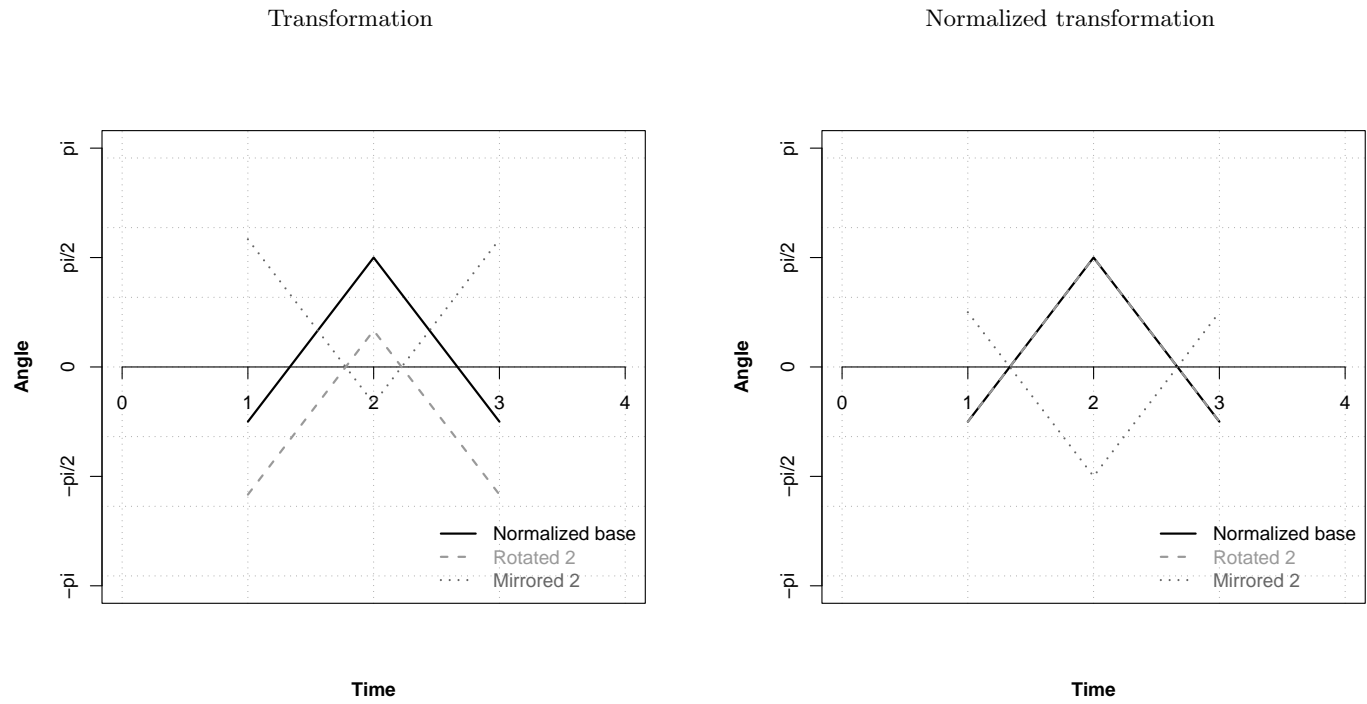 Transformation
pi
pi/2
0
−pi/2
−pi
Angle
0 1 2 3 4
Normalized base
Rotated 2
Mirrored 2
Time
Normalized transformation
pi
pi/2
0
−pi/2
−pi
Angle
0 1 2 3 4
Normalized base
Rotated 2
Mirrored 2
Time